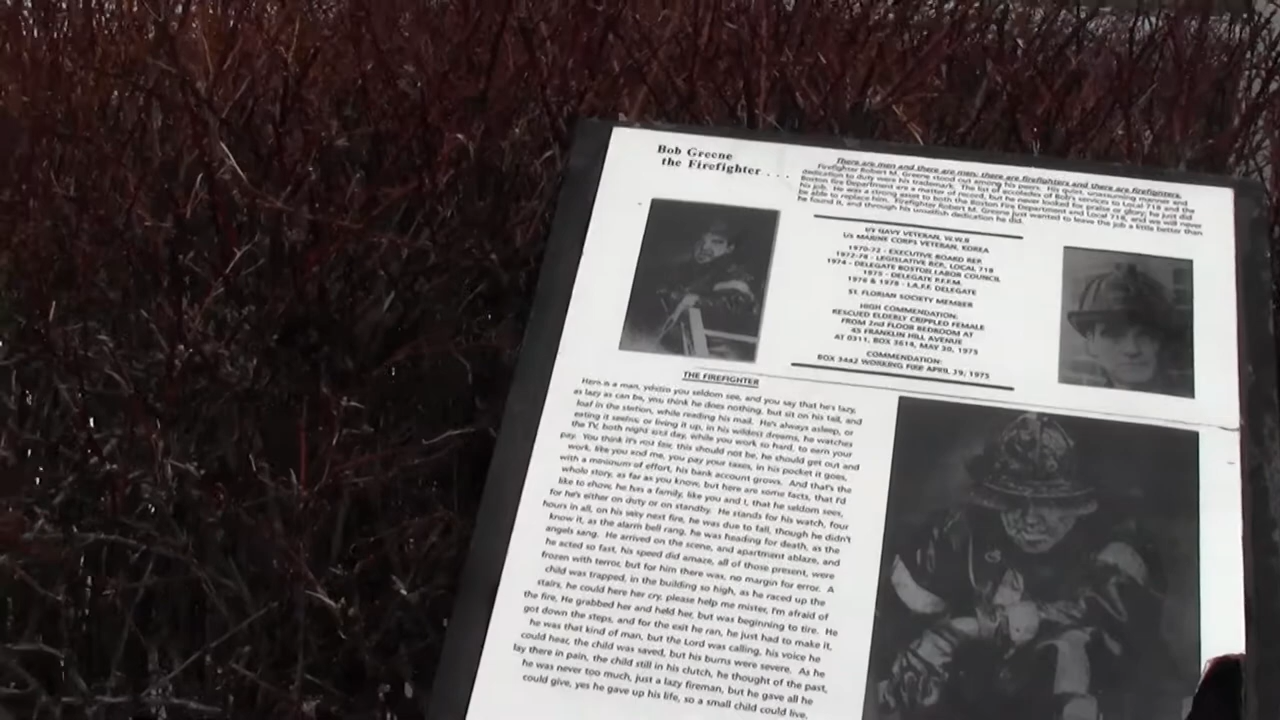 Bob Greene
the Firefighter . . .
There are men and there are men; there are firefighters and there are firefighters.
Firefighter Robert M. Greene stood out among his peers. His quiet, unassuming manner and
dedication to duty were his trademark. The list of accolades of Bob's services to Local 718 and the
Boston Fire Department are a matter of record, but he never looked for praise or glory; he just did
his job. He was a strong asset to both the Boston Fire Department and Local 718, and we will never
be able to replace him. Firefighter Robert M. Greene just wanted to leave the job a little better than
he found it, and through his unselfish dedication he did.
US NAVY VETERAN, W.W.II
US MARINE CORPS VETERAN, KOREA
1970-72 - EXECUTIVE BOARD REP.
1972-78 - LEGISLATIVE REP., LOCAL 718
1974 - DELEGATE BOSTON LABOR COUNCIL
1975 - DELEGATE P.F.F.M.
1976 & 1978 - I.A.F.F. DELEGATE
ST. FLORIAN SOCIETY MEMBER
HIGH COMMENDATION:
RESCUED ELDERLY CRIPPLED FEMALE
FROM 2nd FLOOR BEDROOM AT
45 FRANKLIN HILL AVENUE
AT 0311, BOX 3614, MAY 30, 1975
COMMENDATION:
BOX 3442 WORKING FIRE APRIL 19, 1975
THE FIREFIGHTER
Here is a man, you seldom see, and you say that he's lazy,
as lazy as can be, you think he does nothing, but sit on his tail, and
loaf in the station, while reading his mail. He's always asleep, or
eating it seems, or living it up, in his wildest dreams, he watches
the TV, both night and day, while you work so hard, to earn your
pay. You think it's not fair, this should not be, he should get out and
work, like you and me, you pay your taxes, in his pocket it goes,
with a minimum of effort, his bank account grows. And that's the
whole story, as far as you know, but here are some facts, that I'd
like to show, he has a family, like you and I, that he seldom sees,
for he's either on duty or on standby. He stands for his watch, four
hours in all, on his very next fire, he was due to fall, though he didn't
know it, as the alarm bell rang, he was heading for death, as the
angels sang. He arrived on the scene, and apartment ablaze, and
he acted so fast, his speed did amaze, all of those present, were
frozen with terror, but for him there was, no margin for error. A
child was trapped, in the building so high, as he raced up the
stairs, he could here her cry, please help me mister, I'm afraid of
the fire, He grabbed her and held her, but was beginning to tire. He
got down the steps, and for the exit he ran, he just had to make it,
he was that kind of man, but the Lord was calling, his voice he
could hear, the child was saved, but his burns were severe. As he
lay there in pain, the child still in his clutch, he thought of the past,
he was never too much, just a lazy fireman, but he gave all he
could give, yes he gave up his life, so a small child could live.